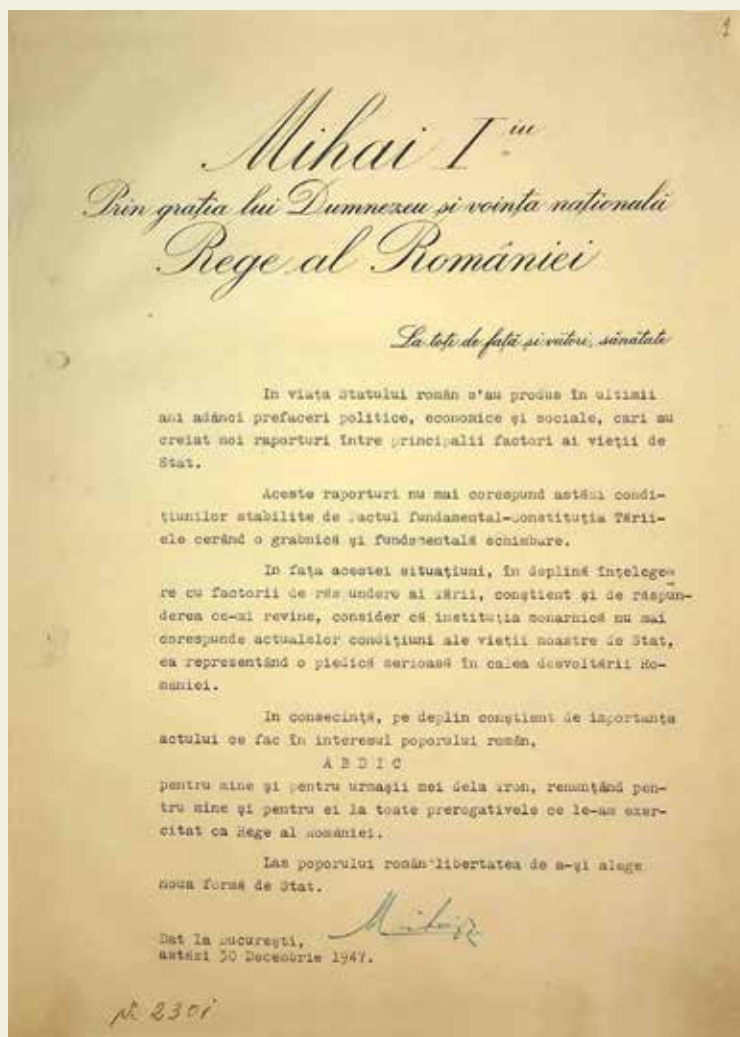 1
Mihai I iu
Prin grația lui Dumnezeu și voința națională
Rege al României
La toți de față și viitori, sănătate
In viața Statului român s'au produs în ultimii
ani adânci prefaceri politice, economice și sociale, cari au
creiat noi raporturi între principalii factori ai vieții de
Stat.
Aceste raporturi nu mai corespund astăzi condi-
țiunilor stabilite de Pactul fundamental-Constituția Țării-
ele cerând o grabnică și fundamentală schimbare.
In fața acestei situațiuni, în deplină înțelege-
re cu factorii de răspundere ai Țării, conștient și de răspun-
derea ce-mi revine, consider că instituția monarhică nu mai
corespunde actualelor condițiuni ale vieții noastre de Stat,
ea reprezentând o piedică serioasă în calea desvoltării Ro-
mâniei.
In consecință, pe deplin conștient de importanța
actului ce fac în interesul poporului român,
A B D I C
pentru mine și pentru urmașii mei dela Tron, renunțând pen-
tru mine și pentru ei la toate prerogativele ce le-am exer-
citat ca Rege al României.
Las poporului român libertatea de a-și alege
noua formă de Stat.
Mihai R
Dat la București,
astăzi 30 Decembrie 1947.
Nr. 2301